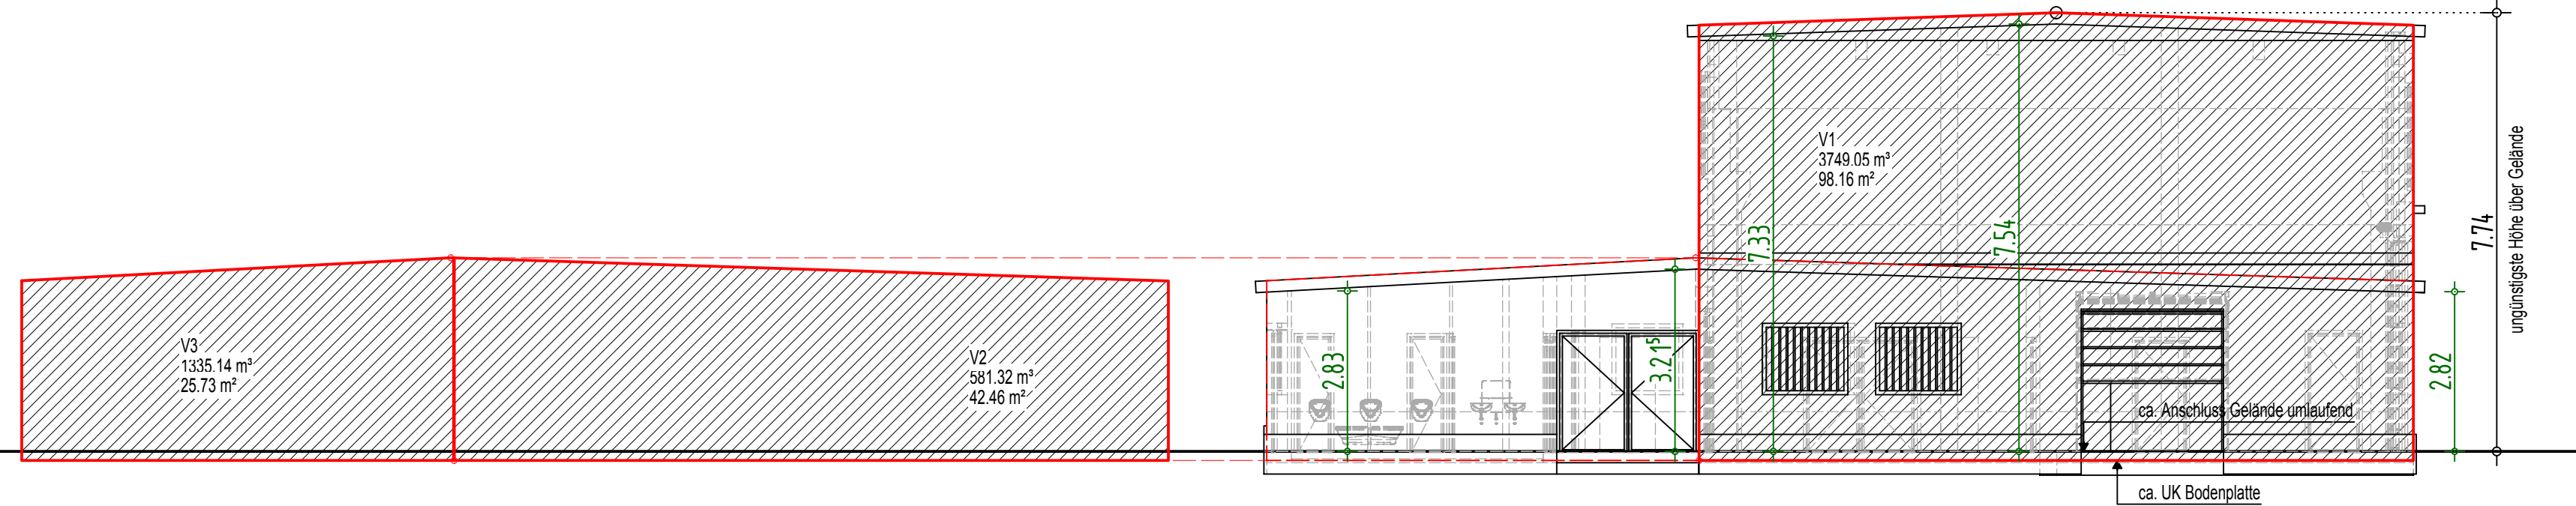 V1
3749.05 m³
98.16 m²
7.33
7.54
7.74
ungünstigste Höhe über Gelände
V3
1335.14 m³
25.73 m²
V2
581.32 m³
42.46 m²
2.83
3.21⁵
2.82
ca. Anschluss Gelände umlaufend
ca. UK Bodenplatte